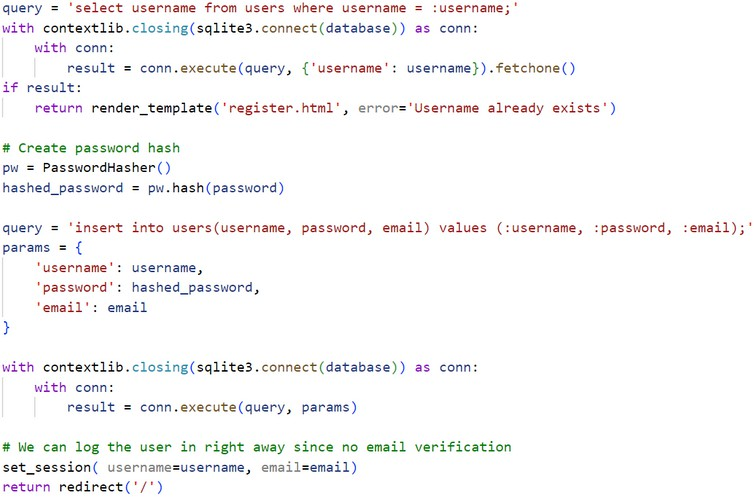 query = 'select username from users where username = :username;'
with contextlib.closing(sqlite3.connect(database)) as conn:
    with conn:
        result = conn.execute(query, {'username': username}).fetchone()
if result:
    return render_template('register.html', error='Username already exists')

# Create password hash
pw = PasswordHasher()
hashed_password = pw.hash(password)

query = 'insert into users(username, password, email) values (:username, :password, :email);'
params = {
    'username': username,
    'password': hashed_password,
    'email': email
}

with contextlib.closing(sqlite3.connect(database)) as conn:
    with conn:
        result = conn.execute(query, params)

# We can log the user in right away since no email verification
set_session( username=username, email=email)
return redirect('/')